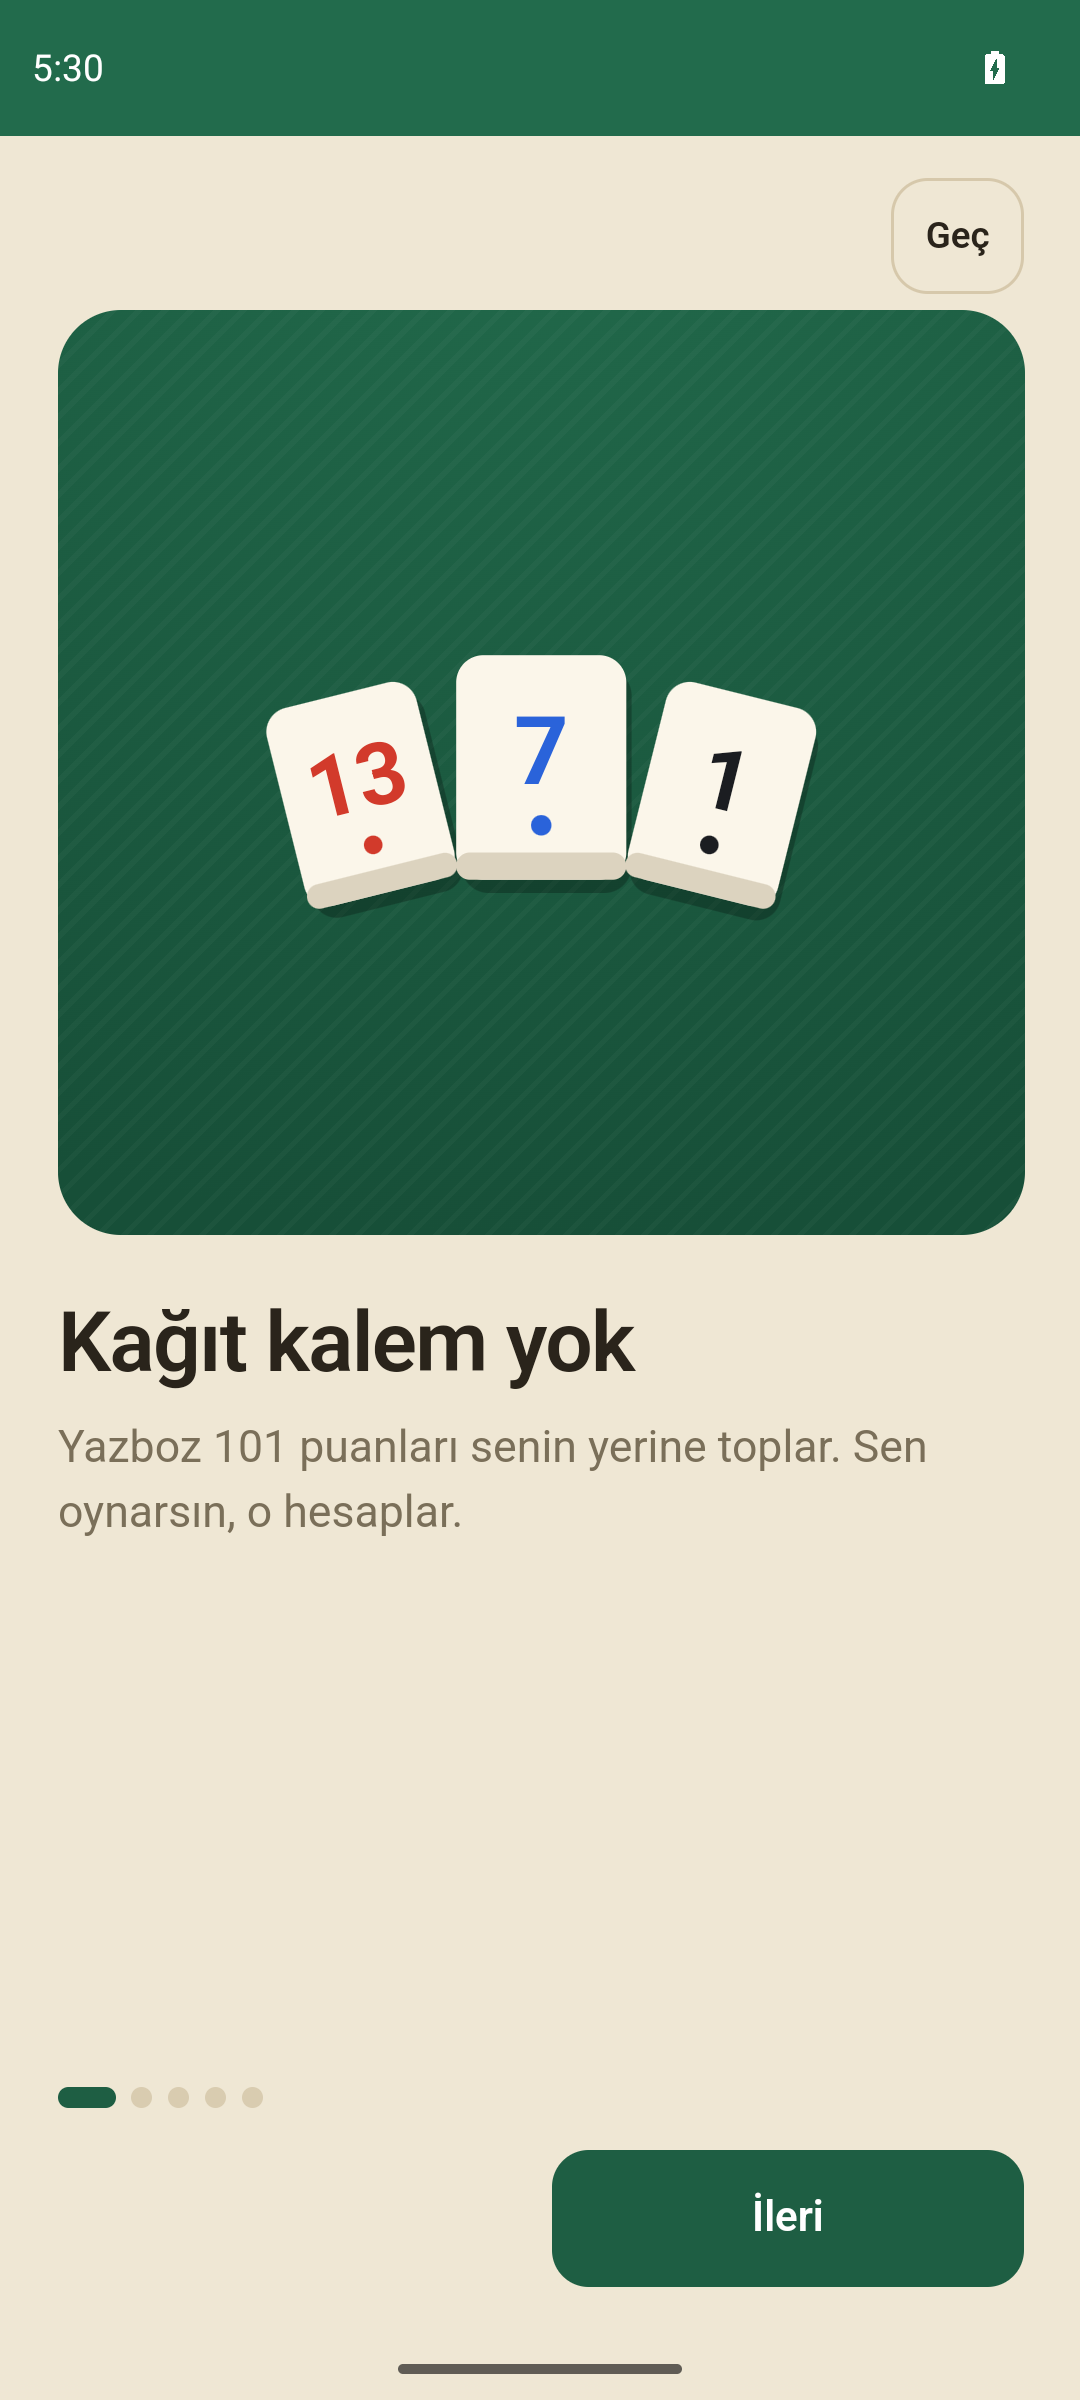 5:30
Geç
13
7
1
Kağıt kalem yok
Yazboz 101 puanları senin yerine toplar. Sen
oynarsın, o hesaplar.
İleri